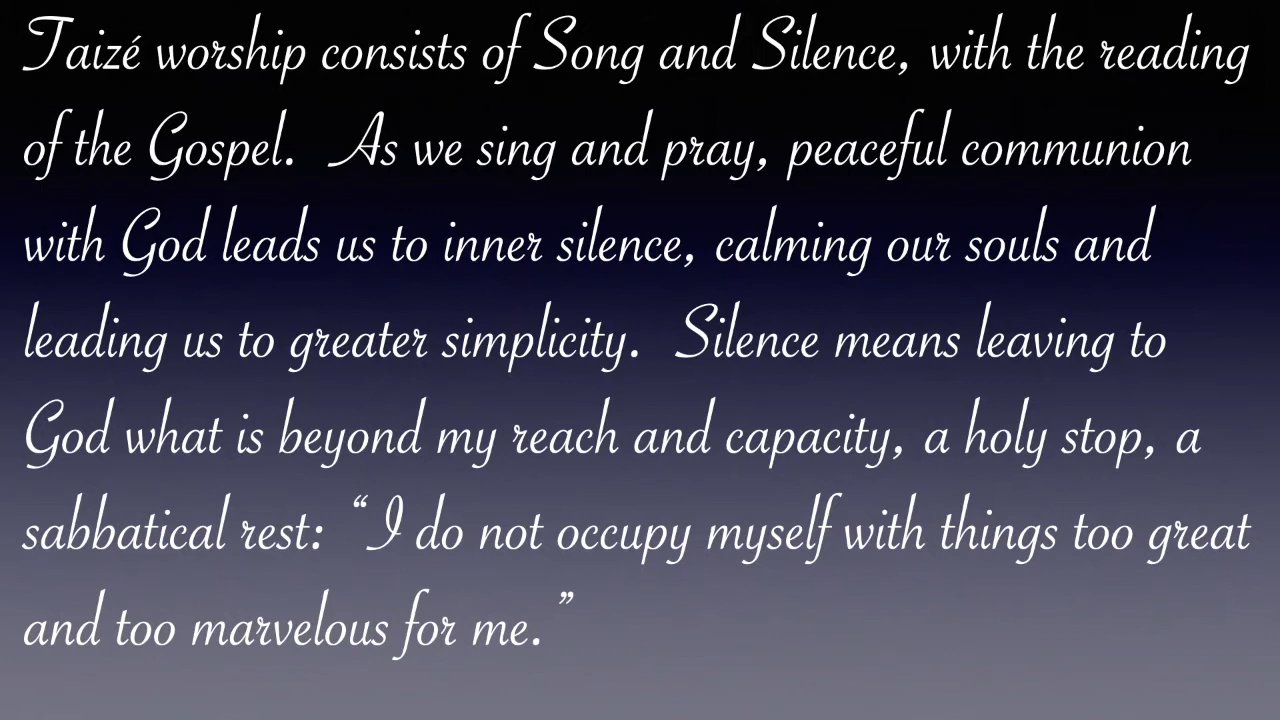 Taizé worship consists of Song and Silence, with the reading
of the Gospel. As we sing and pray, peaceful communion
with God leads us to inner silence, calming our souls and
leading us to greater simplicity. Silence means leaving to
God what is beyond my reach and capacity, a holy stop, a
sabbatical rest: “I do not occupy myself with things too great
and too marvelous for me.”